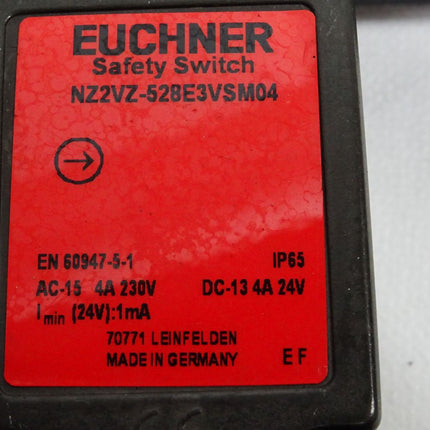 EUCHNER
Safety Switch
NZ2VZ-528E3VSM04
EN 60947-5-1 IP65
AC-15 4A 230V DC-13 4A 24V
I min (24V):1mA
70771 LEINFELDEN
MADE IN GERMANY E F